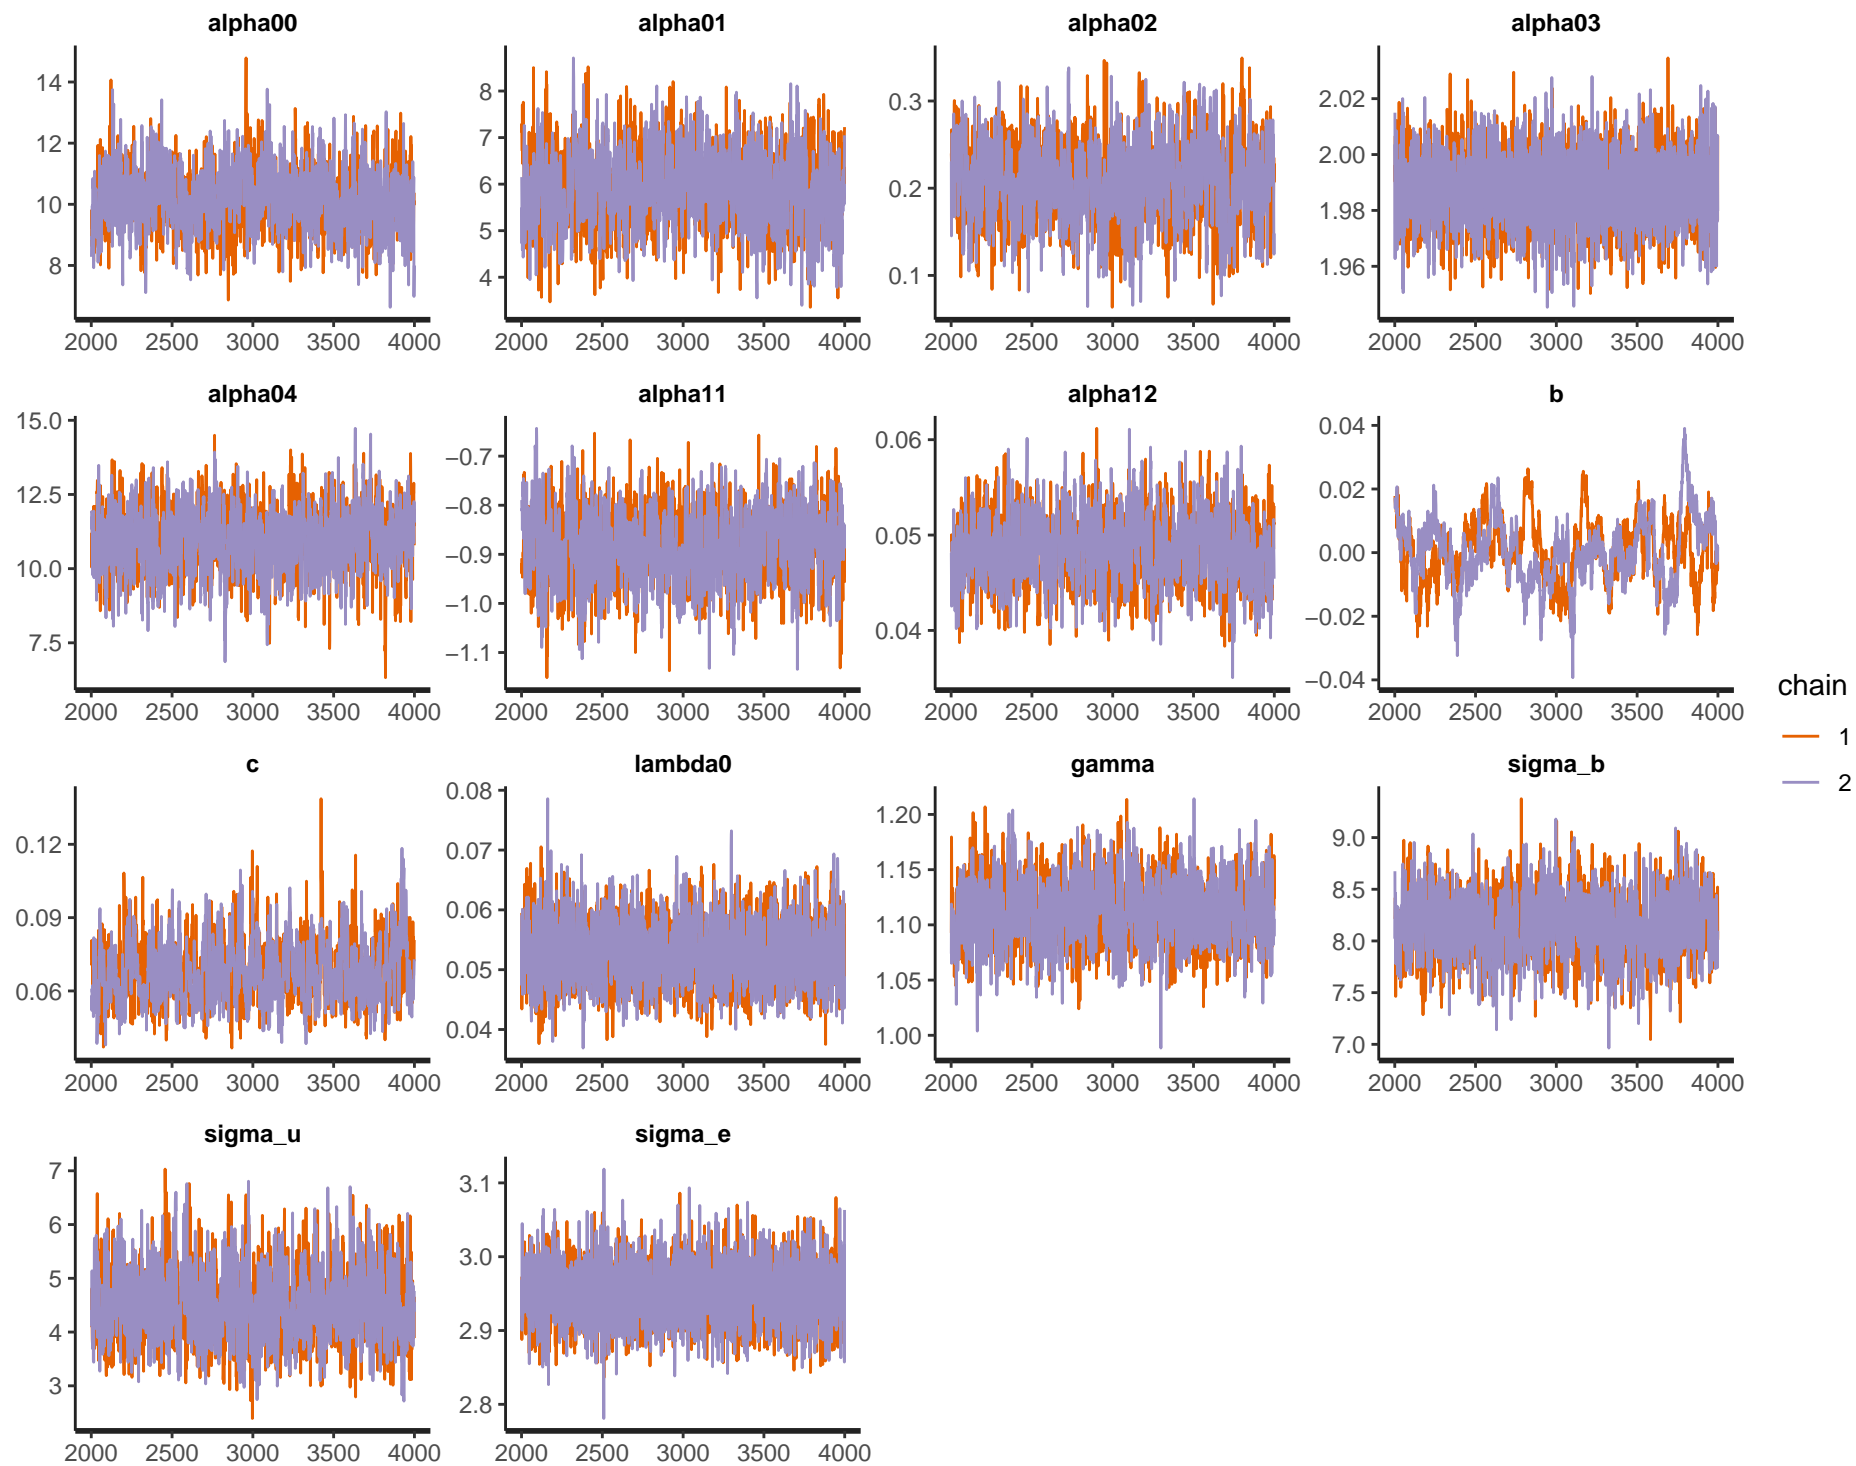 alpha00 alpha01 alpha02 alpha03
14 8 0.3 2.02
12 7 2.00
10 6 0.2 1.98
8 5 0.1 1.96
4
2000 2500 3000 3500 4000 2000 2500 3000 3500 4000 2000 2500 3000 3500 4000 2000 2500 3000 3500 4000
alpha04 alpha11 alpha12 b
15.0 −0.7 0.06 0.04
12.5 −0.8 0.05 0.02
10.0 −0.9 0.04 0.00
7.5 −1.0 −0.02
−1.1 −0.04
2000 2500 3000 3500 4000 2000 2500 3000 3500 4000 2000 2500 3000 3500 4000 2000 2500 3000 3500 4000
chain
1
2
c lambda0 gamma sigma_b
0.12 0.08 1.20 9.0
0.09 0.07 1.15 8.5
0.06 0.06 1.10 8.0
0.05 1.05 7.5
0.04 1.00 7.0
2000 2500 3000 3500 4000 2000 2500 3000 3500 4000 2000 2500 3000 3500 4000 2000 2500 3000 3500 4000
sigma_u sigma_e
7 3.1
6 3.0
5 2.9
4 2.8
3
2000 2500 3000 3500 4000 2000 2500 3000 3500 4000